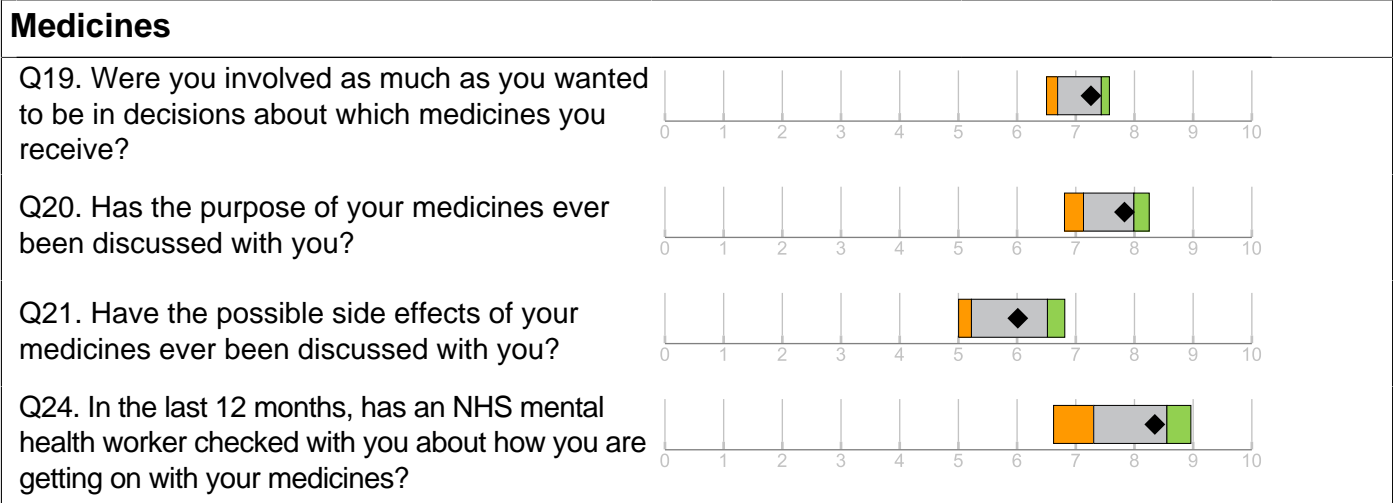 Medicines
Q19. Were you involved as much as you wanted
to be in decisions about which medicines you
receive?
0 1 2 3 4 5 6 7 8 9 10
Q20. Has the purpose of your medicines ever
been discussed with you?
0 1 2 3 4 5 6 7 8 9 10
Q21. Have the possible side effects of your
medicines ever been discussed with you?
0 1 2 3 4 5 6 7 8 9 10
Q24. In the last 12 months, has an NHS mental
health worker checked with you about how you are
getting on with your medicines?
0 1 2 3 4 5 6 7 8 9 10